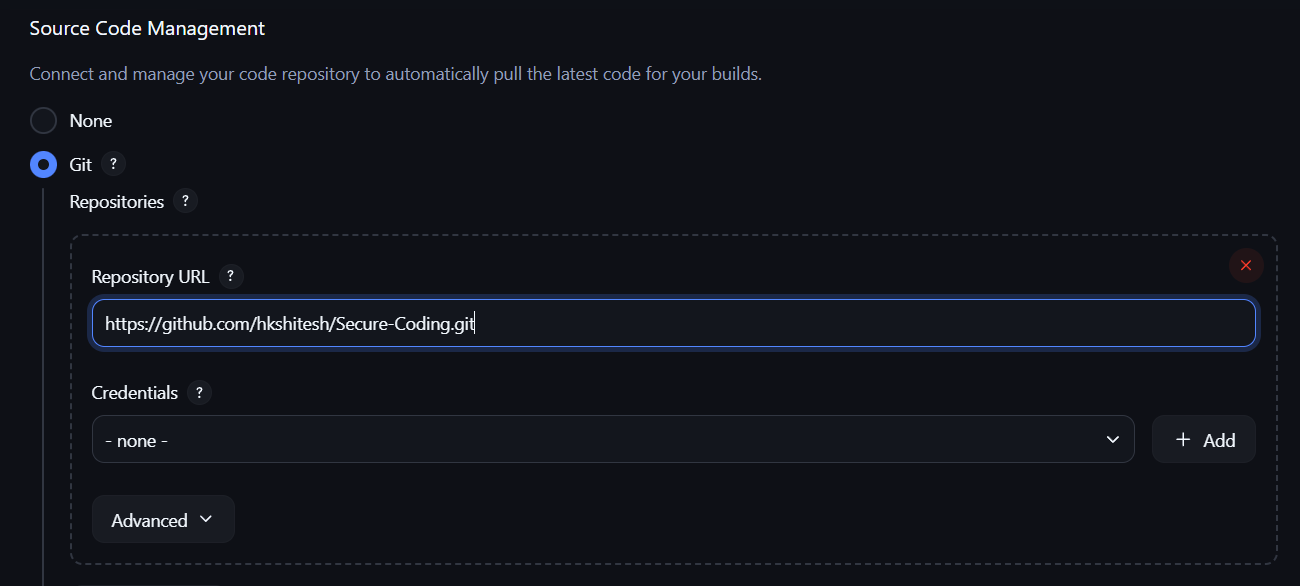 Source Code Management
Connect and manage your code repository to automatically pull the latest code for your builds.
None
Git ?
Repositories ?
Repository URL ?
https://github.com/hkshitesh/Secure-Coding.git
Credentials ?
- none -
+ Add
Advanced